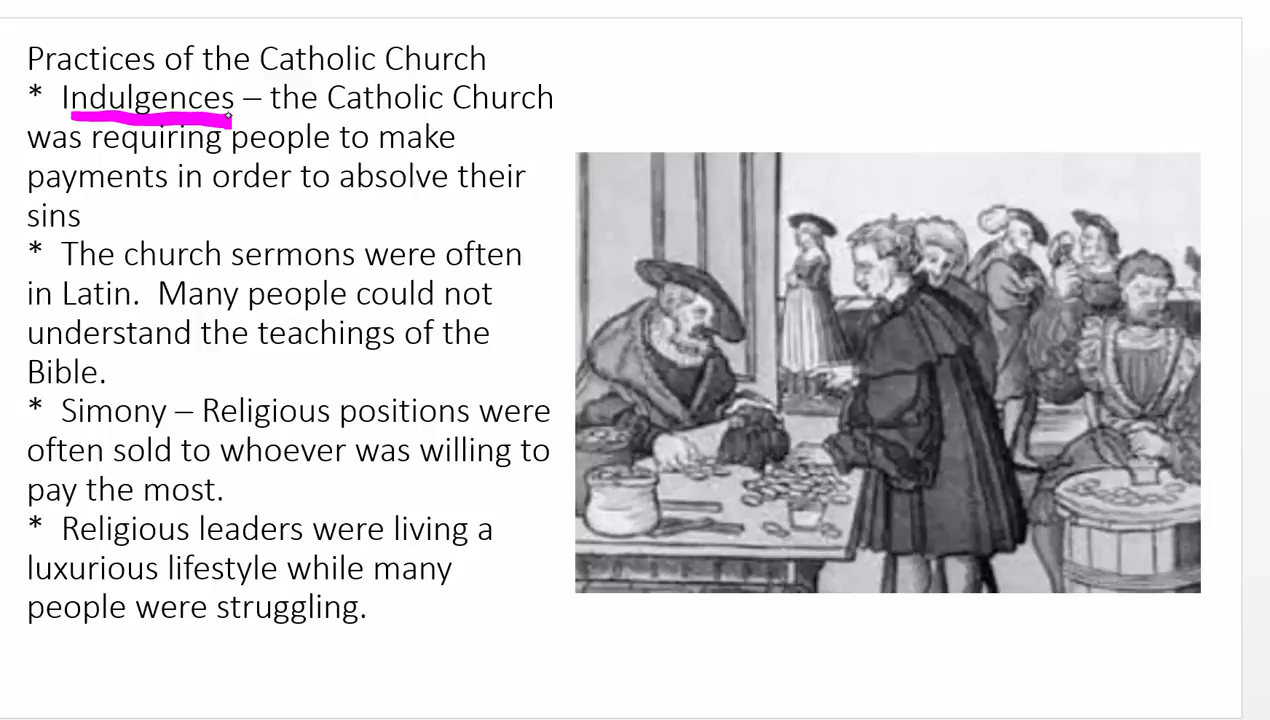 Practices of the Catholic Church
* Indulgences – the Catholic Church
was requiring people to make
payments in order to absolve their
sins
* The church sermons were often
in Latin. Many people could not
understand the teachings of the
Bible.
* Simony – Religious positions were
often sold to whoever was willing to
pay the most.
* Religious leaders were living a
luxurious lifestyle while many
people were struggling.